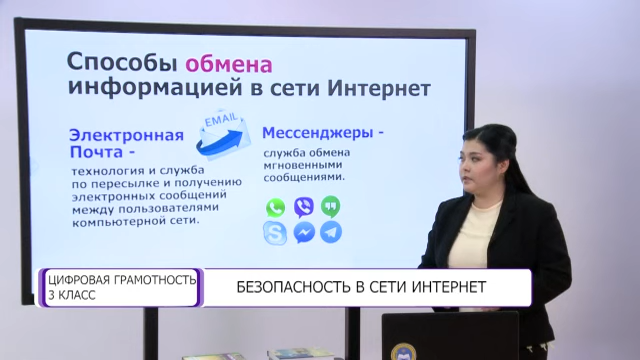 Способы обмена
информацией в сети Интернет
EMAIL
Электронная
Почта -
технология и служба
по пересылке и получению
электронных сообщений
между пользователями
компьютерной сети.
Мессенджеры -
служба обмена
мгновенными
сообщениями.
ЦИФРОВАЯ ГРАМОТНОСТЬ
3 КЛАСС
БЕЗОПАСНОСТЬ В СЕТИ ИНТЕРНЕТ